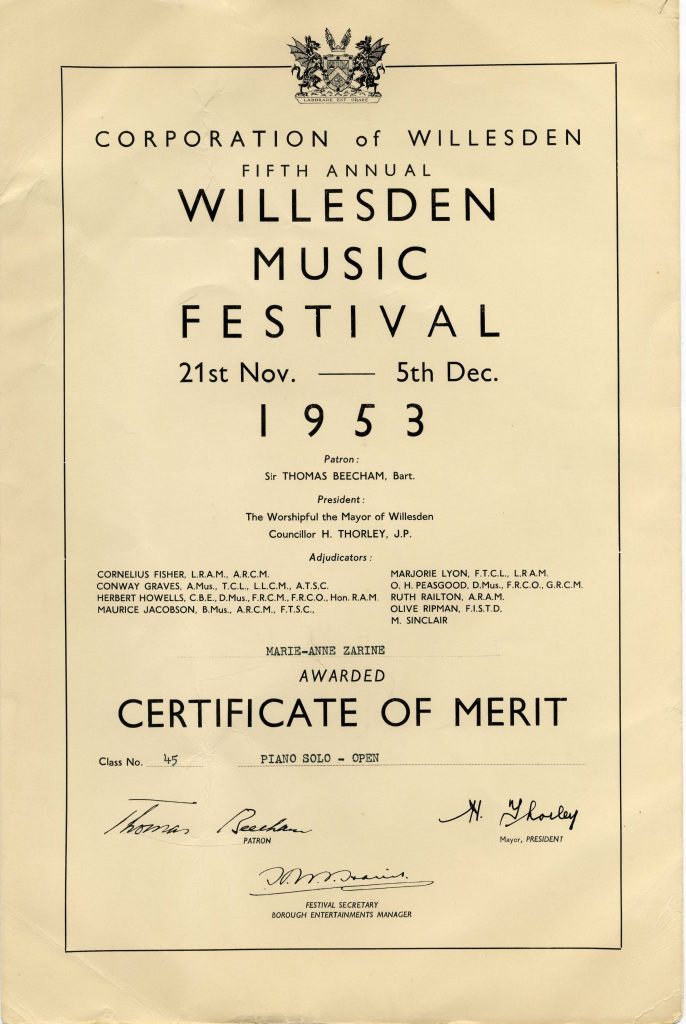 LABORARE EST ORARE
CORPORATION of WILLESDEN
FIFTH ANNUAL
WILLESDEN
MUSIC
FESTIVAL
21st Nov. —— 5th Dec.
1953
Patron:
Sir THOMAS BEECHAM, Bart.
President:
The Worshipful the Mayor of Willesden
Councillor H. THORLEY, J.P.
Adjudicators:
CORNELIUS FISHER, L.R.A.M., A.R.C.M.
CONWAY GRAVES, A.Mus., T.C.L., L.L.C.M., A.T.S.C.
HERBERT HOWELLS, C.B.E., D.Mus., F.R.C.M., F.R.C.O., Hon. R.A.M.
MAURICE JACOBSON, B.Mus., A.R.C.M., F.T.S.C.,
MARJORIE LYON, F.T.C.L., L.R.A.M.
O. H. PEASGOOD, D.Mus., F.R.C.O., G.R.C.M.
RUTH RAILTON, A.R.A.M.
OLIVE RIPMAN, F.I.S.T.D.
M. SINCLAIR
MARIE-ANNE ZARINE
AWARDED
CERTIFICATE OF MERIT
Class No. 45 PIANO SOLO - OPEN
Thomas Beecham
PATRON
H. Thorley
Mayor, PRESIDENT
FESTIVAL SECRETARY
BOROUGH ENTERTAINMENTS MANAGER